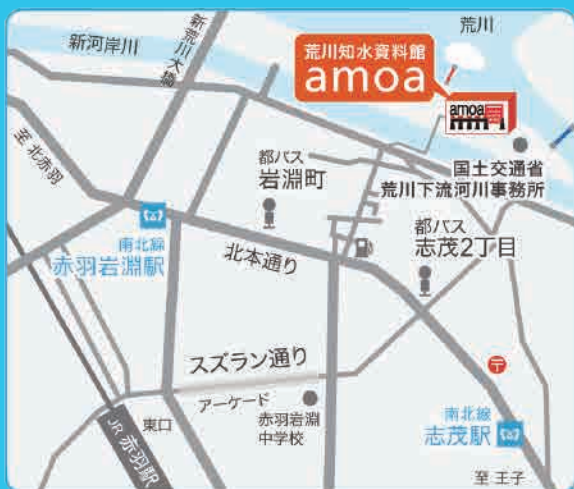 荒川
新荒川大橋
新河岸川
荒川知水資料館
amoa
amoa
至 北赤羽
都バス
岩淵町
国土交通省
荒川下流河川事務所
南北線
赤羽岩淵駅
北本通り
都バス
志茂2丁目
スズラン通り
アーケード
赤羽岩淵
中学校
東口
JR 赤羽駅
南北線
志茂駅
至 王子